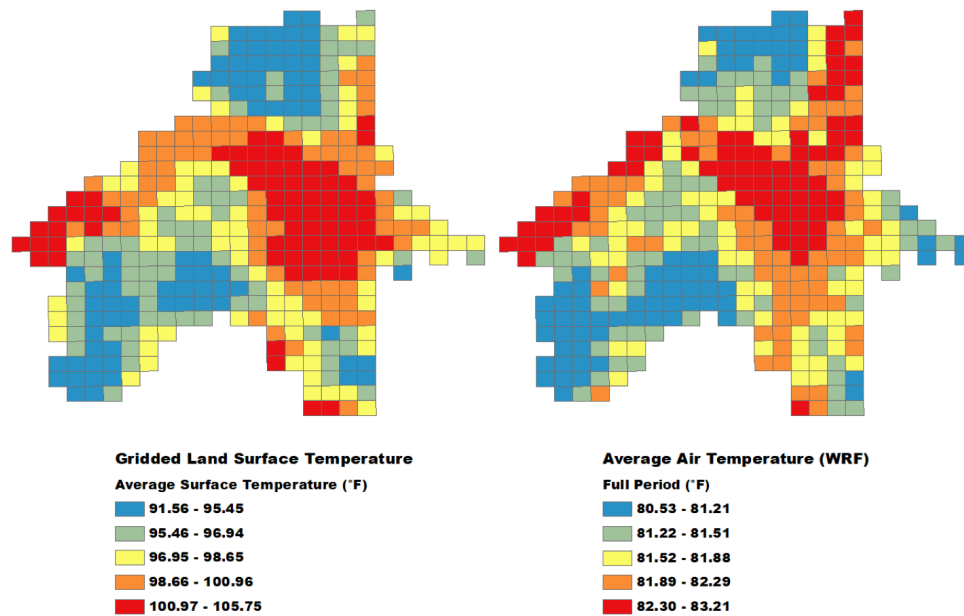 Gridded Land Surface Temperature
Average Surface Temperature (°F)
91.56 - 95.45
95.46 - 96.94
96.95 - 98.65
98.66 - 100.96
100.97 - 105.75
Average Air Temperature (WRF)
Full Period (°F)
80.53 - 81.21
81.22 - 81.51
81.52 - 81.88
81.89 - 82.29
82.30 - 83.21